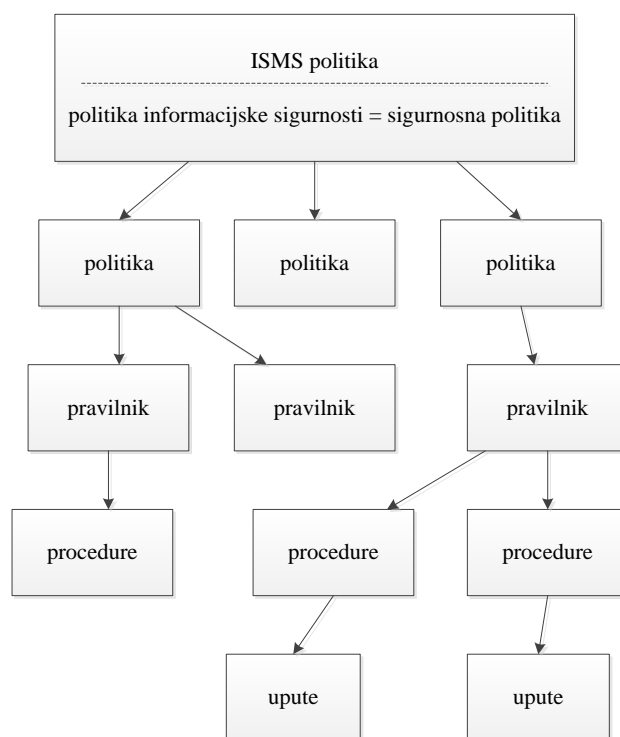 ISMS politika
politika informacijske sigurnosti = sigurnosna politika
politika
politika
politika
pravilnik
pravilnik
pravilnik
procedure
procedure
procedure
upute
upute